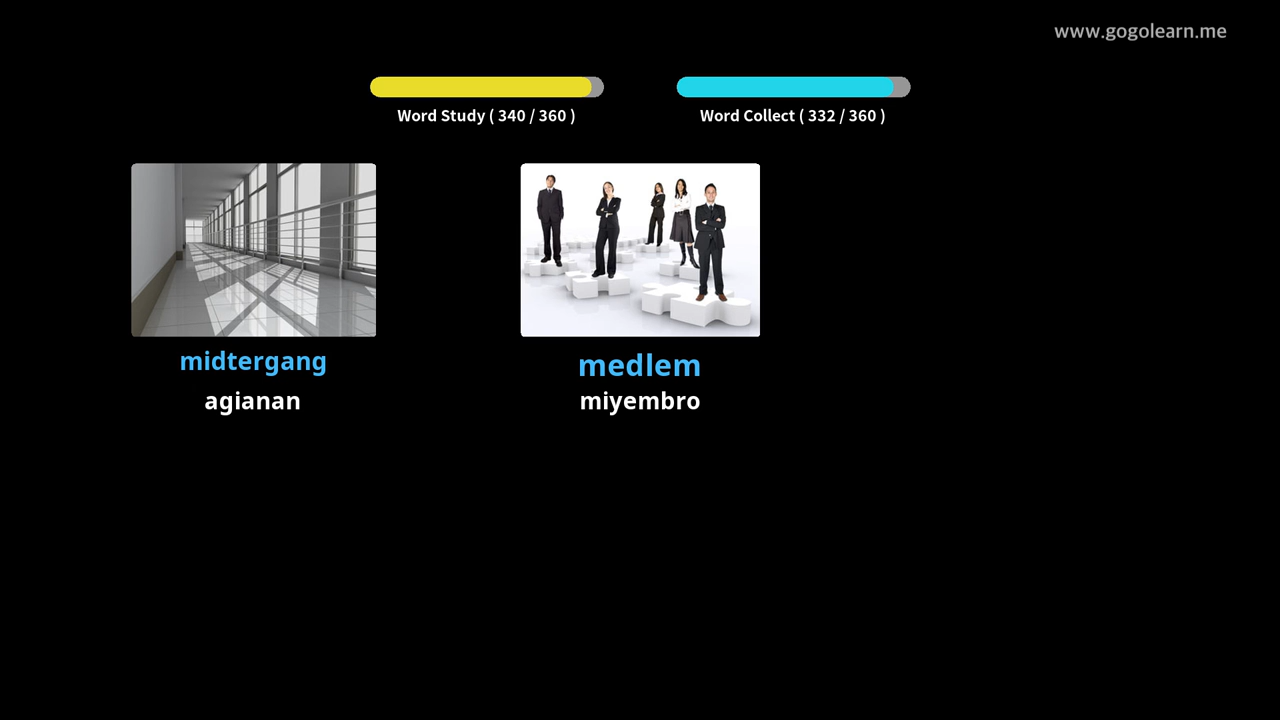 www.gogolearn.me
Word Study ( 340 / 360 )
Word Collect ( 332 / 360 )
midtergang
agianan
medlem
miyembro